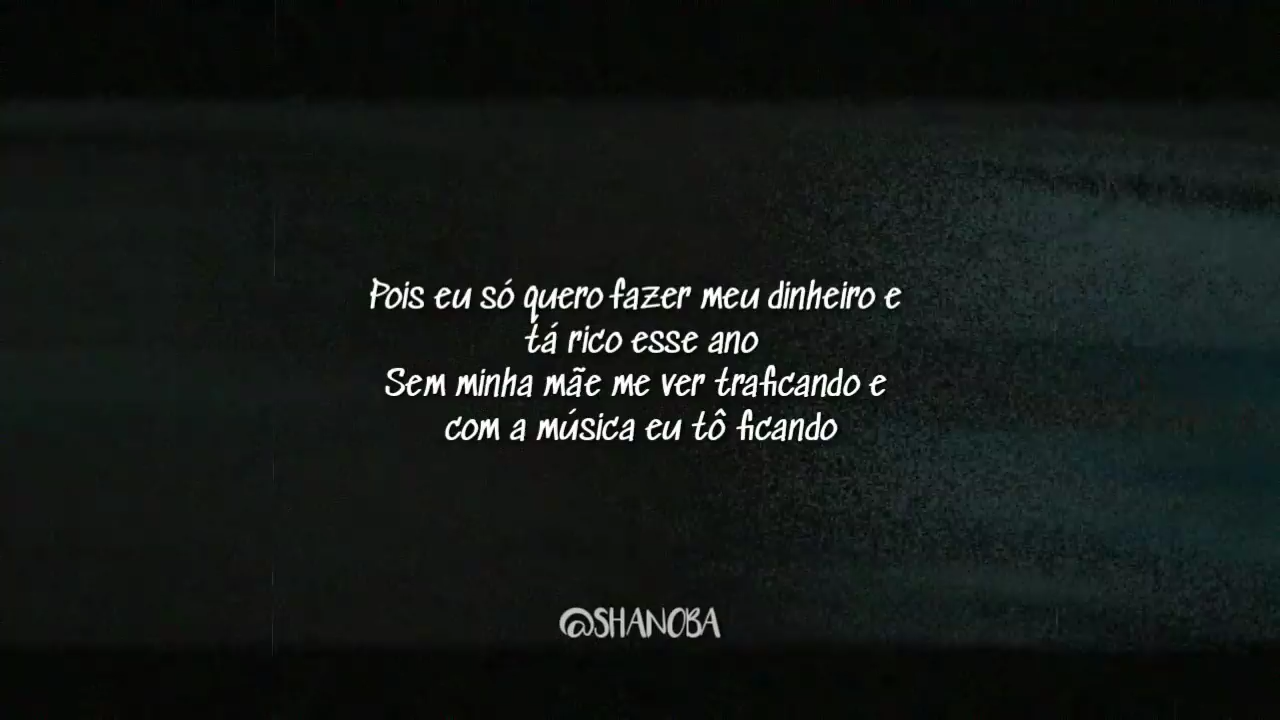 Pois eu só quero fazer meu dinheiro e
tá rico esse ano
Sem minha mãe me ver traficando e
com a música eu tô ficando
@SHANOBA